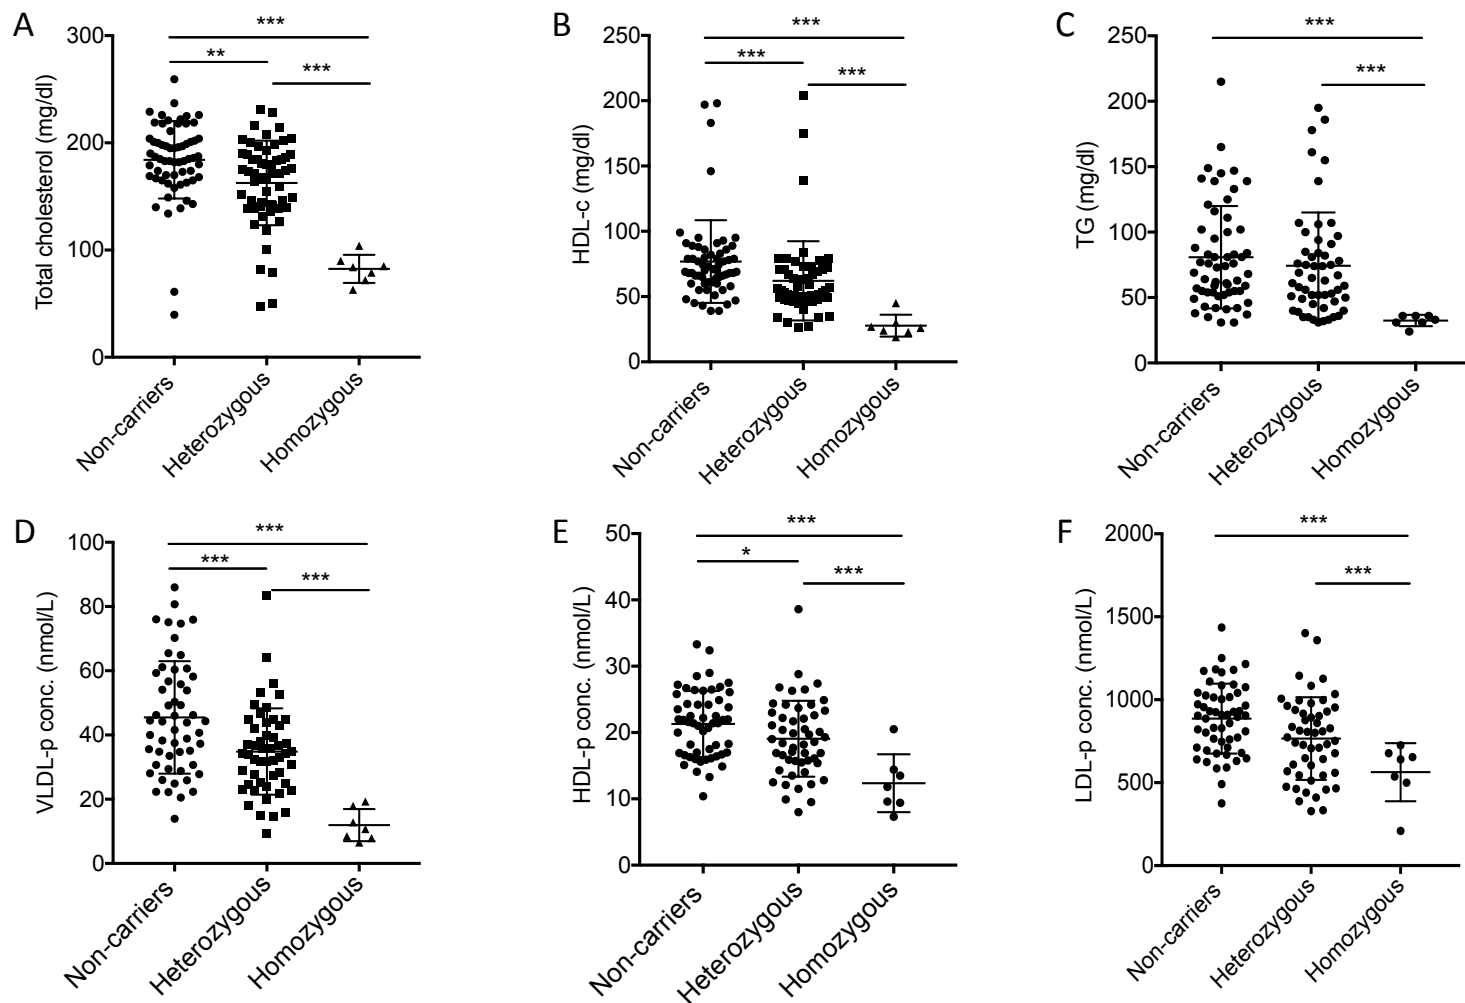 A
Total cholesterol (mg/dl)
300
200
100
0
***
**
***
Non-carriers
Heterozygous
Homozygous
B
HDL-c (mg/dl)
250
200
150
100
50
0
***
***
***
Non-carriers
Heterozygous
Homozygous
C
TG (mg/dl)
250
200
150
100
50
0
***
***
Non-carriers
Heterozygous
Homozygous
D
VLDL-p conc. (nmol/L)
100
80
60
40
20
0
***
***
***
Non-carriers
Heterozygous
Homozygous
E
HDL-p conc. (nmol/L)
50
40
30
20
10
0
***
*
***
Non-carriers
Heterozygous
Homozygous
F
LDL-p conc. (nmol/L)
2000
1500
1000
500
0
***
***
Non-carriers
Heterozygous
Homozygous